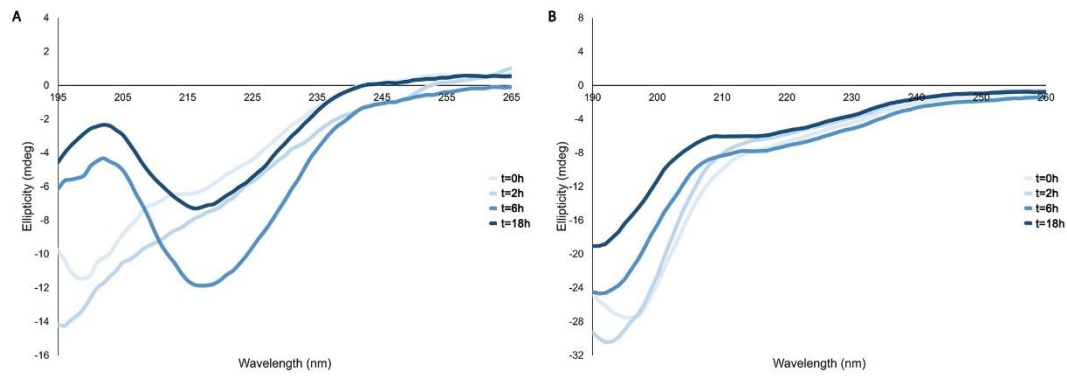 A
4
2
0
-2
-4
-6
-8
-10
-12
-14
-16
195 205 215 225 235 245 255 265
Ellipticity (mdeg)
Wavelength (nm)
t=0h
t=2h
t=6h
t=18h
B
8
4
0
-4
-8
-12
-16
-20
-24
-28
-32
190 200 210 220 230 240 250 260
Ellipticity (mdeg)
Wavelength (nm)
t=0h
t=2h
t=6h
t=18h